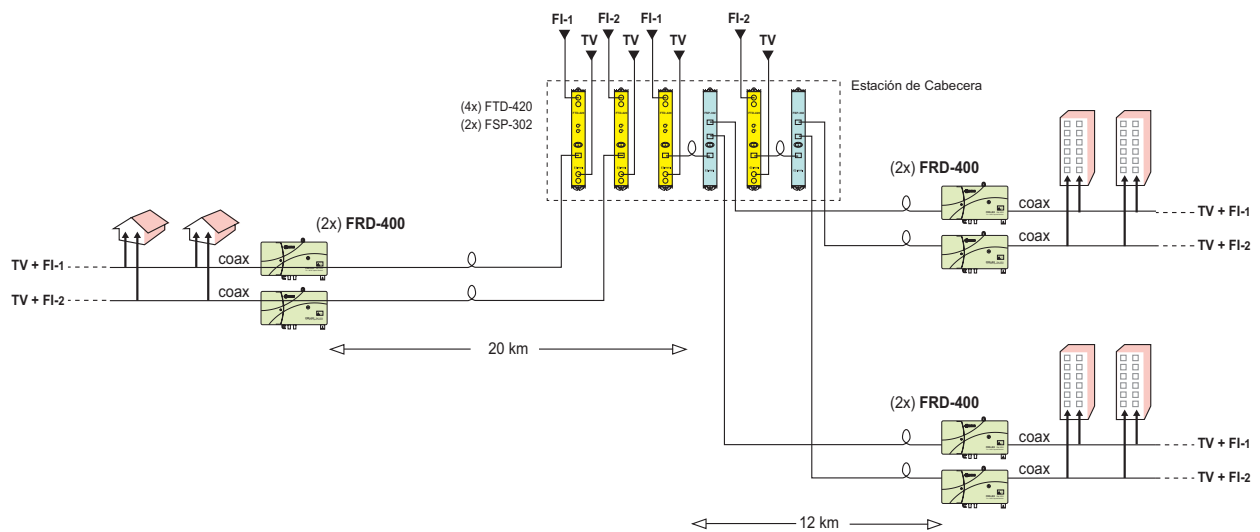 FI-1
FI-2
FI-1
FI-2
TV
TV
TV
TV
Estación de Cabecera
(4x) FTD-420
(2x) FSP-302
(2x) FRD-400
coax
TV + FI-1
TV + FI-2
coax
(2x) FRD-400
TV + FI-1
coax
TV + FI-2
coax
20 km
(2x) FRD-400
coax
TV + FI-1
coax
TV + FI-2
12 km